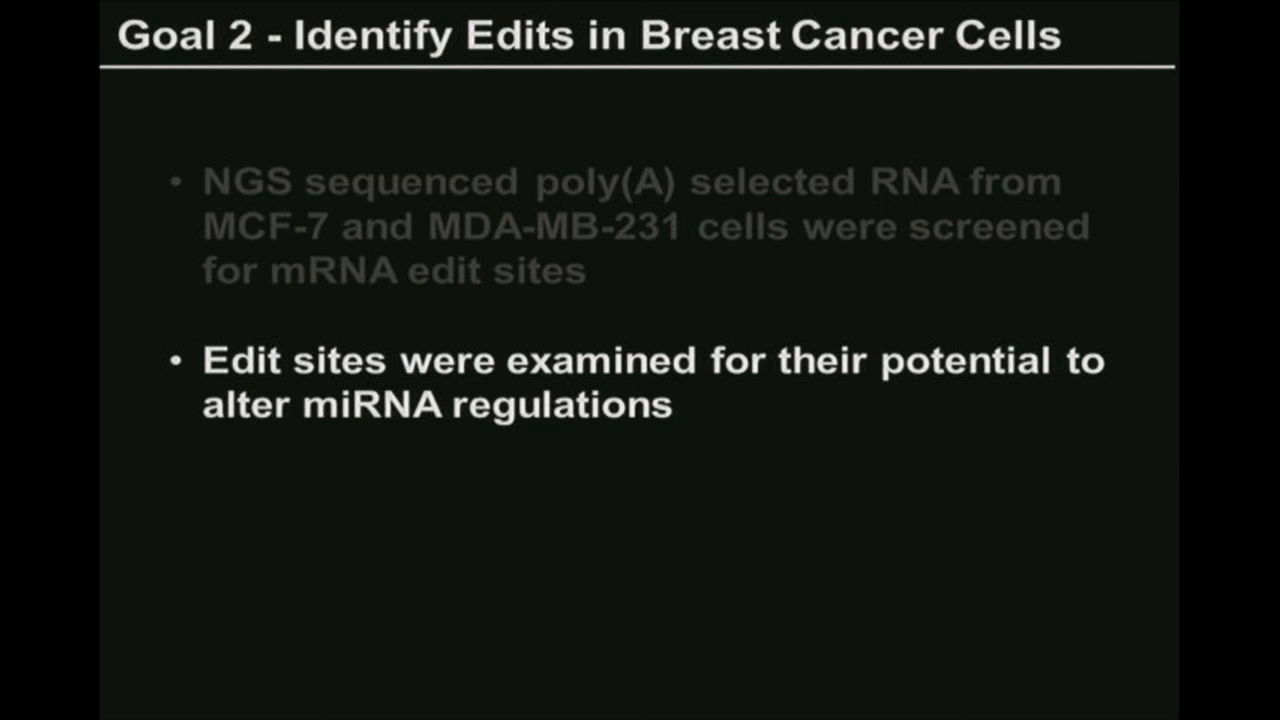 Goal 2 - Identify Edits in Breast Cancer Cells
• NGS sequenced poly(A) selected RNA from
MCF-7 and MDA-MB-231 cells were screened
for mRNA edit sites
• Edit sites were examined for their potential to
alter miRNA regulations